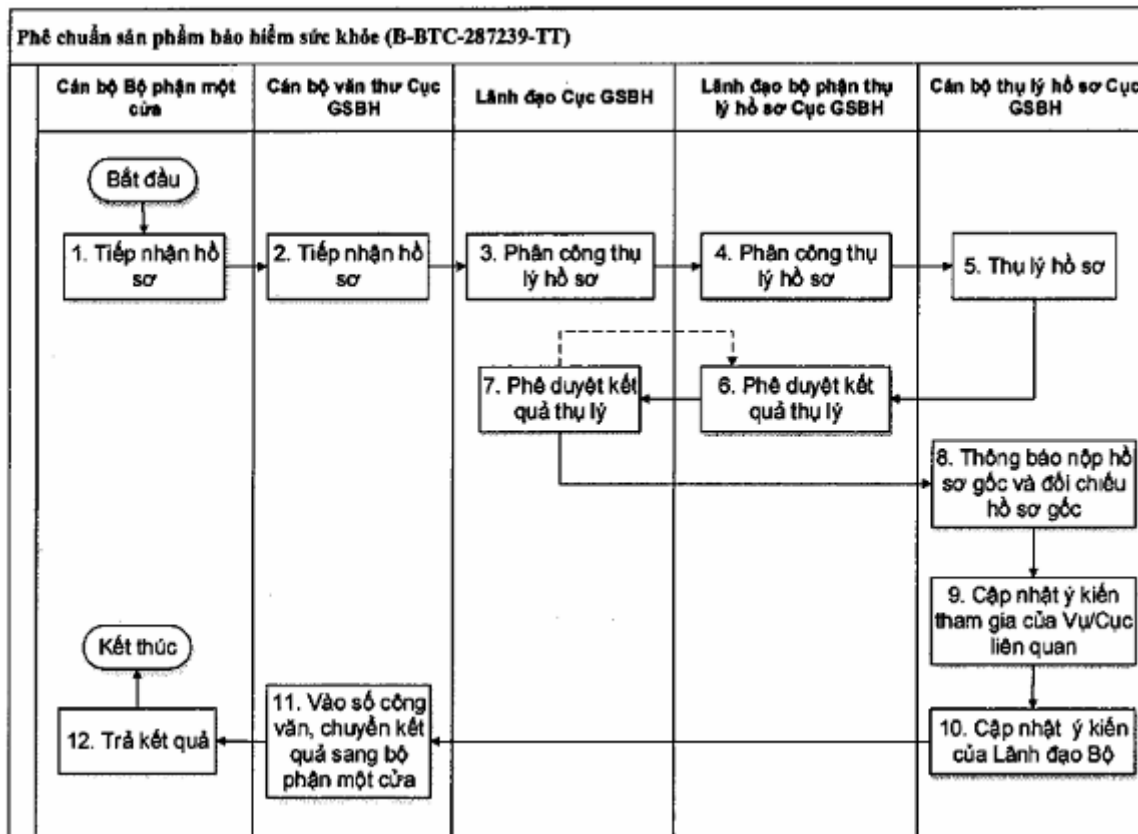 Phê chuẩn sản phẩm bảo hiểm sức khỏe (B-BTC-287239-TT)
Cán bộ Bộ phận một
cửa
Cán bộ văn thư Cục
GSBH
Lãnh đạo Cục GSBH
Lãnh đạo bộ phận thụ
lý hồ sơ Cục GSBH
Cán bộ thụ lý hồ sơ Cục
GSBH
Bắt đầu
1. Tiếp nhận hồ
sơ
2. Tiếp nhận hồ
sơ
3. Phân công thụ
lý hồ sơ
4. Phân công thụ
lý hồ sơ
5. Thụ lý hồ sơ
7. Phê duyệt kết
quả thụ lý
6. Phê duyệt kết
quả thụ lý
8. Thông báo nộp hồ
sơ gốc và đối chiếu
hồ sơ gốc
9. Cập nhật ý kiến
tham gia của Vụ/Cục
liên quan
Kết thúc
12. Trả kết quả
11. Vào số công
văn, chuyển kết
quả sang bộ
phận một cửa
10. Cập nhật ý kiến
của Lãnh đạo Bộ